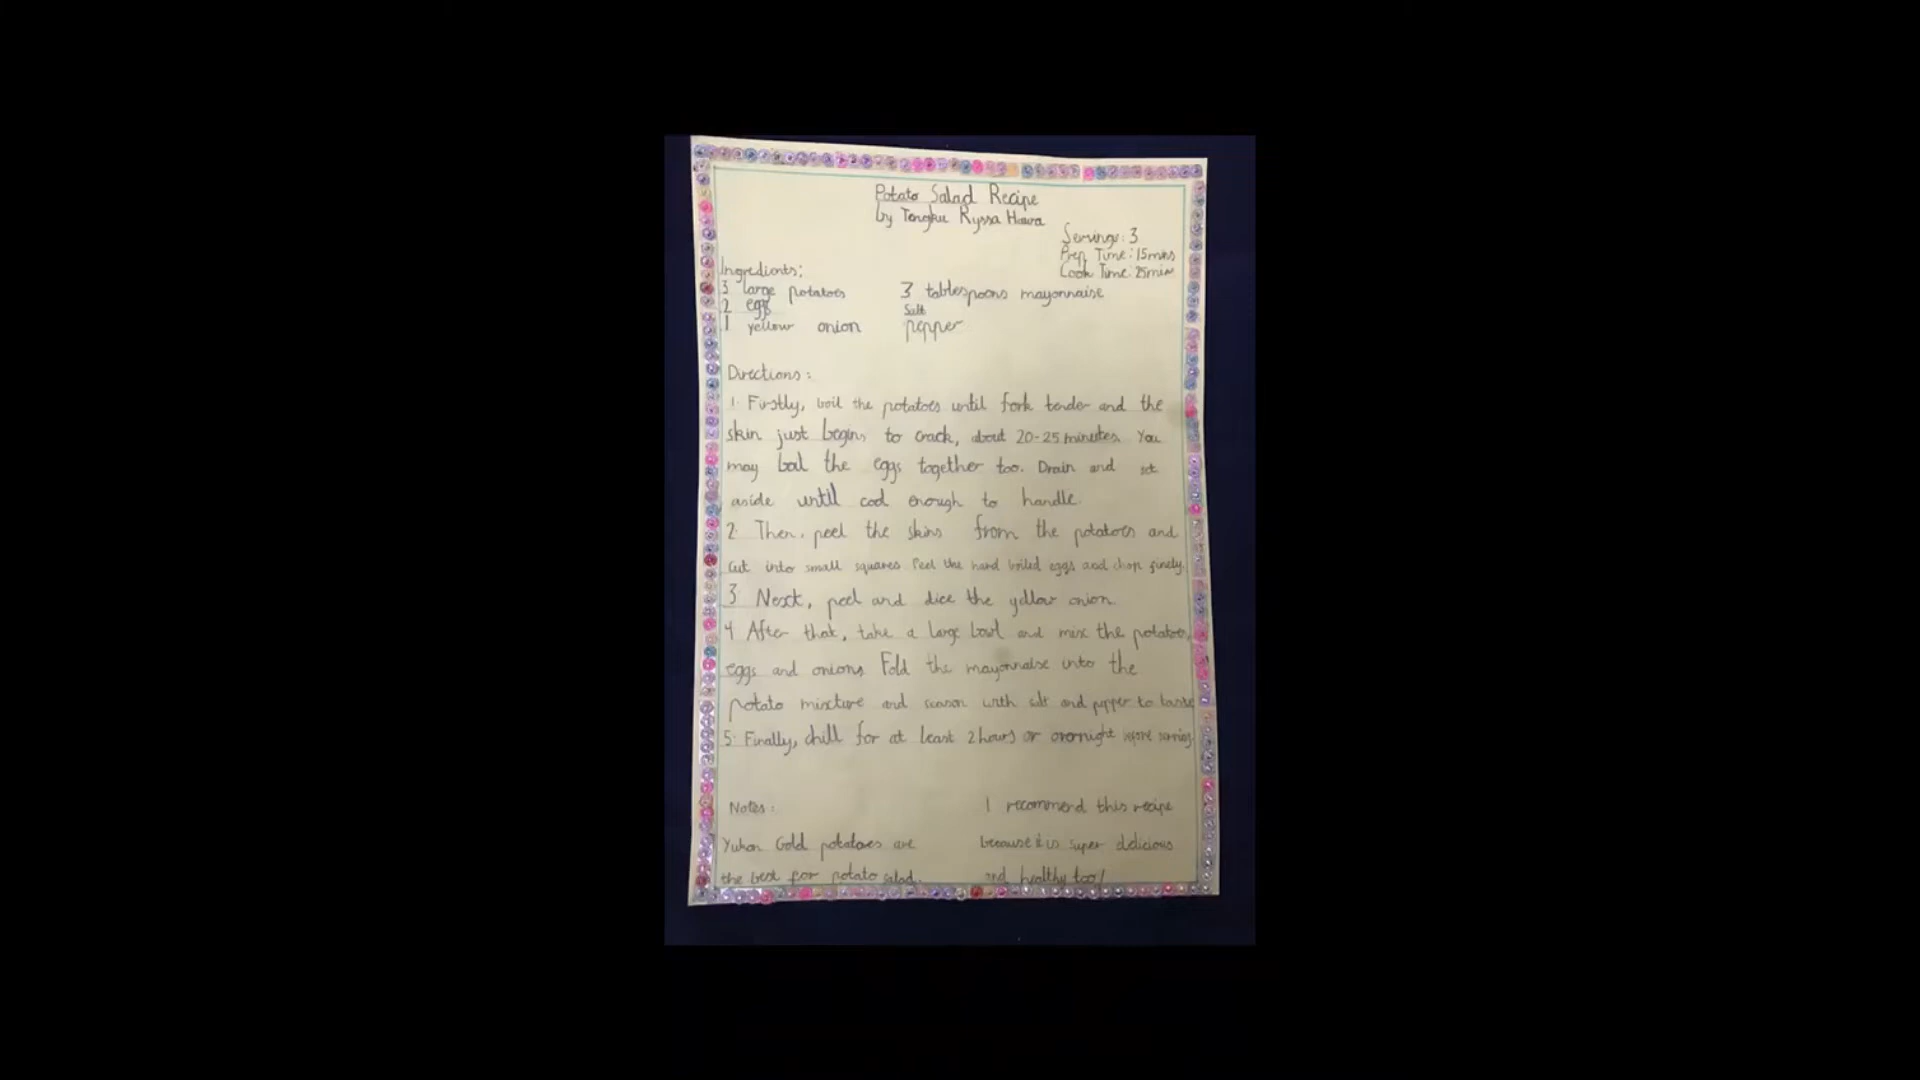 Potato Salad Recipe
by Tengku Ryssa Hawa
Servings: 3
Prep Time: 15mins
Cook Time: 25min
Ingredients:
3 large potatoes
2 eggs
1 yellow onion
3 tablespoons mayonnaise
Salt
pepper
Directions:
1. Firstly, boil the potatoes until fork tender and the
skin just begins to crack, about 20-25 minutes. You
may boil the eggs together too. Drain and set
aside until cool enough to handle.
2. Then, peel the skins from the potatoes and
cut into small squares. Peel the hard boiled eggs and chop finely.
3 Next, peel and dice the yellow onion.
4 After that, take a large bowl and mix the potatoes,
eggs and onions. Fold the mayonnaise into the
potato mixture and season with salt and pepper to taste
5. Finally, chill for at least 2 hours or overnight before serving.
Notes:
Yukon Gold potatoes are
the best for potato salad.
I recommend this recipe
because it is super delicious
and healthy too!